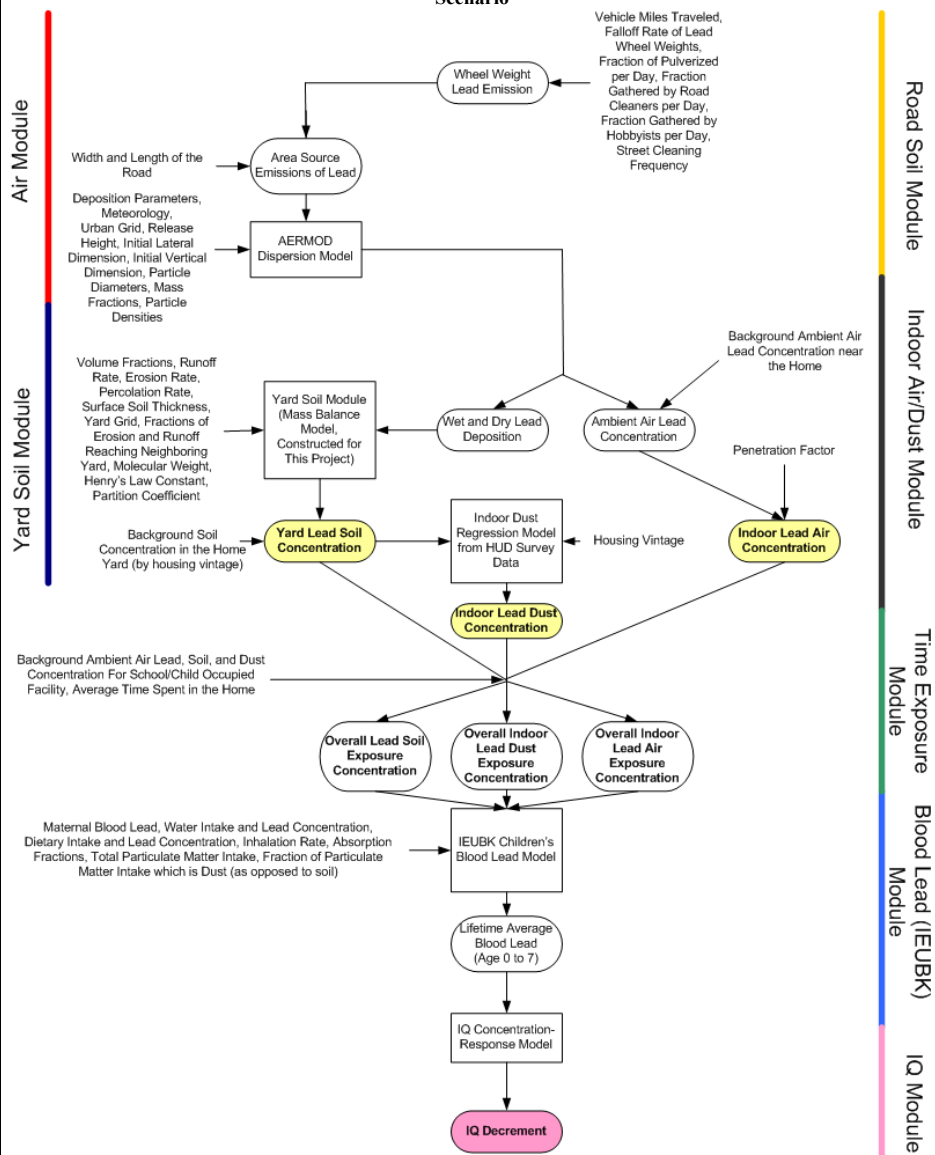 Scenario
Vehicle Miles Traveled,
Falloff Rate of Lead
Wheel Weights,
Fraction of Pulverized
per Day, Fraction
Gathered by Road
Cleaners per Day,
Fraction Gathered by
Hobbyists per Day,
Street Cleaning
Frequency
Wheel Weight
Lead Emission
Air Module
Road Soil Module
Width and Length of the
Road
Area Source
Emissions of Lead
Deposition Parameters,
Meteorology,
Urban Grid, Release
Height, Initial Lateral
Dimension, Initial Vertical
Dimension, Particle
Diameters, Mass
Fractions, Particle
Densities
AERMOD
Dispersion Model
Yard Soil Module
Indoor Air/Dust Module
Background Ambient Air
Lead Concentration near
the Home
Volume Fractions, Runoff
Rate, Erosion Rate,
Percolation Rate,
Surface Soil Thickness,
Yard Grid, Fractions of
Erosion and Runoff
Reaching Neighboring
Yard, Molecular Weight,
Henry's Law Constant,
Partition Coefficient
Yard Soil Module
(Mass Balance
Model,
Constructed for
This Project)
Wet and Dry Lead
Deposition
Ambient Air Lead
Concentration
Penetration Factor
Background Soil
Concentration in the Home
Yard (by housing vintage)
Yard Lead Soil
Concentration
Indoor Dust
Regression Model
from HUD Survey
Data
Housing Vintage
Indoor Lead Air
Concentration
Indoor Lead Dust
Concentration
Time Exposure
Module
Background Ambient Air Lead, Soil, and Dust
Concentration For School/Child Occupied
Facility, Average Time Spent in the Home
Overall Lead Soil
Exposure
Concentration
Overall Indoor
Lead Dust
Exposure
Concentration
Overall Indoor
Lead Air
Exposure
Concentration
Blood Lead (IEUBK)
Module
Maternal Blood Lead, Water Intake and Lead Concentration,
Dietary Intake and Lead Concentration, Inhalation Rate, Absorption
Fractions, Total Particulate Matter Intake, Fraction of Particulate
Matter Intake which is Dust (as opposed to soil)
IEUBK Children's
Blood Lead Model
Lifetime Average
Blood Lead
(Age 0 to 7)
IQ Concentration-
Response Model
IQ Module
IQ Decrement